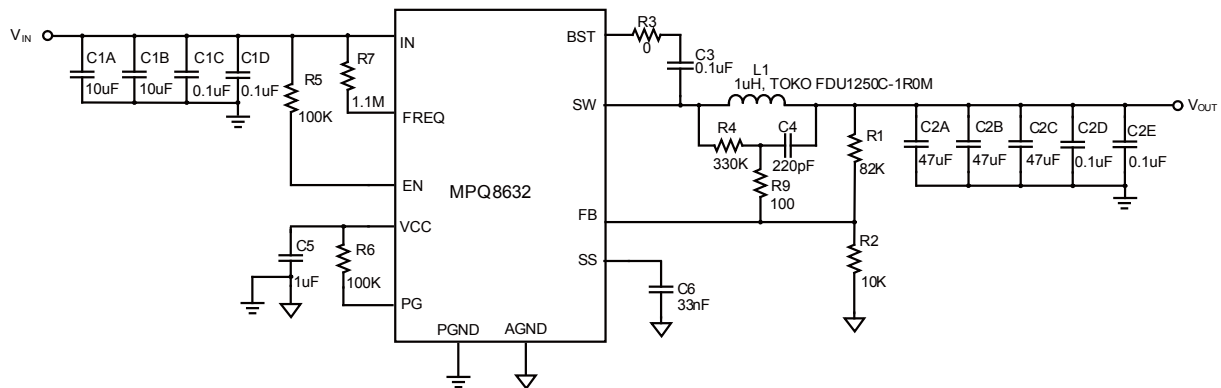 VIN
C1A
10uF
C1B
10uF
C1C
0.1uF
C1D
0.1uF
R5
100K
R7
1.1M
IN
FREQ
EN
VCC
PG
MPQ8632
PGND
AGND
BST
SW
FB
SS
C5
1uF
R6
100K
R3
0
C3
0.1uF
L1
1uH, TOKO FDU1250C-1R0M
R4
330K
C4
220pF
R9
100
R1
82K
R2
10K
C6
33nF
C2A
47uF
C2B
47uF
C2C
47uF
C2D
0.1uF
C2E
0.1uF
VOUT